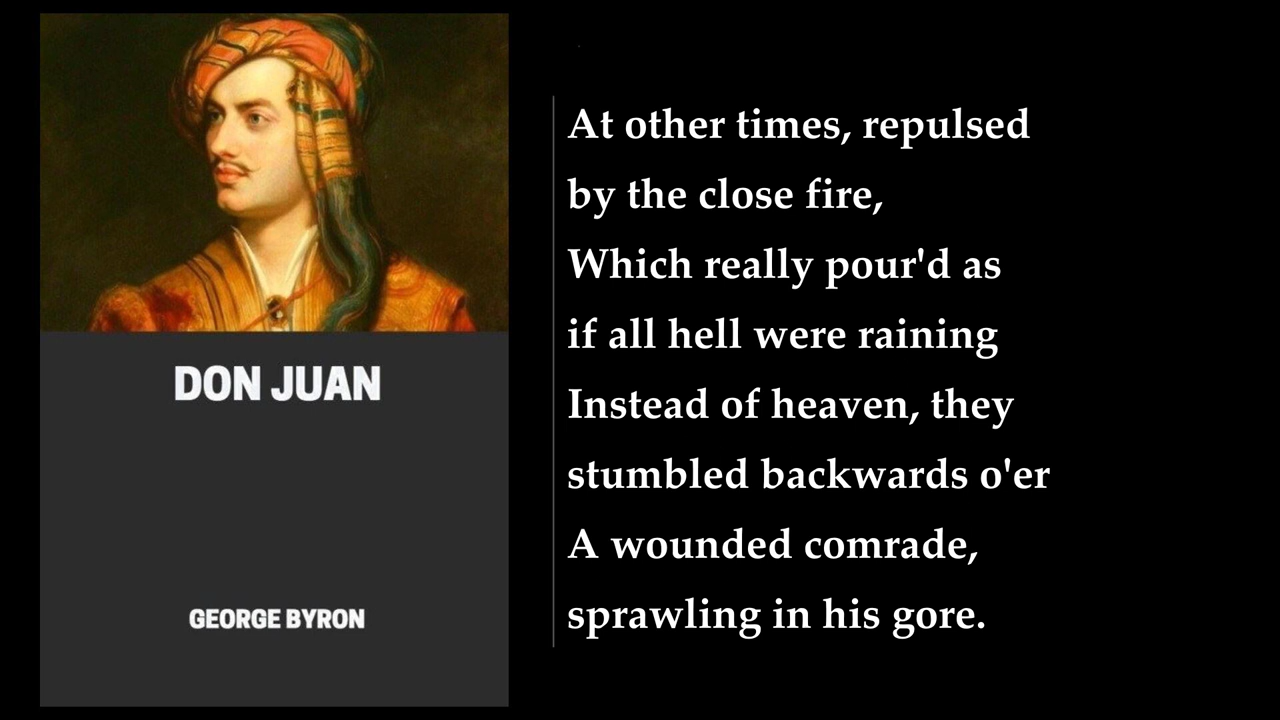 DON JUAN
GEORGE BYRON
At other times, repulsed
by the close fire,
Which really pour'd as
if all hell were raining
Instead of heaven, they
stumbled backwards o'er
A wounded comrade,
sprawling in his gore.